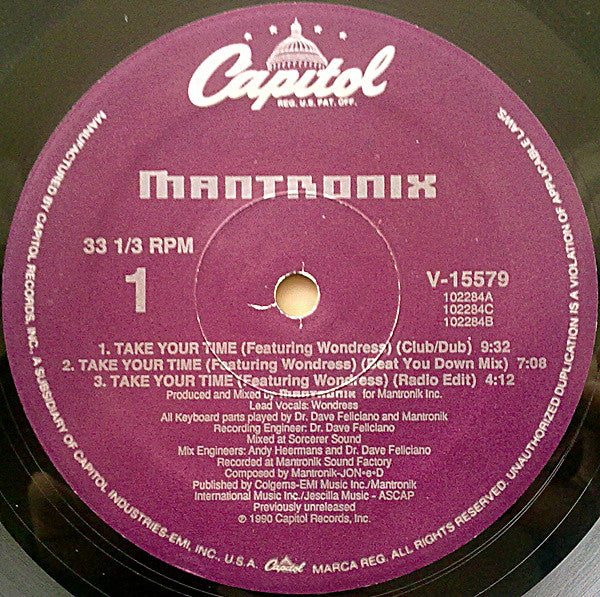 Capitol
REG. U.S. PAT. OFF.
MANTRONIX
33 1/3 RPM
1
V-15579
102284A
102284C
102284B
1. TAKE YOUR TIME (Featuring Wondress) (Club/Dub) 9:32
2. TAKE YOUR TIME (Featuring Wondress) (Beat You Down Mix) 7:08
3. TAKE YOUR TIME (Featuring Wondress) (Radio Edit) 4:12
Produced and Mixed by MANTRONIX for Mantronik Inc.
Lead Vocals: Wondress
All Keyboard parts played by Dr. Dave Feliciano and Mantronik
Recording Engineer: Dr. Dave Feliciano
Mixed at Sorcerer Sound
Mix Engineers: Andy Heermans and Dr. Dave Feliciano
Recorded at Mantronik Sound Factory
Composed by Mantronik-JON•e•D
Published by Colgems-EMI Music Inc./Mantronik
International Music Inc./Jescilla Music - ASCAP
Previously unreleased
℗ 1990 Capitol Records, Inc.
MANUFACTURED BY CAPITOL RECORDS, INC., A SUBSIDIARY OF CAPITOL INDUSTRIES-EMI, INC., U.S.A. Capitol MARCA REG. ALL RIGHTS RESERVED. UNAUTHORIZED DUPLICATION IS A VIOLATION OF APPLICABLE LAWS.